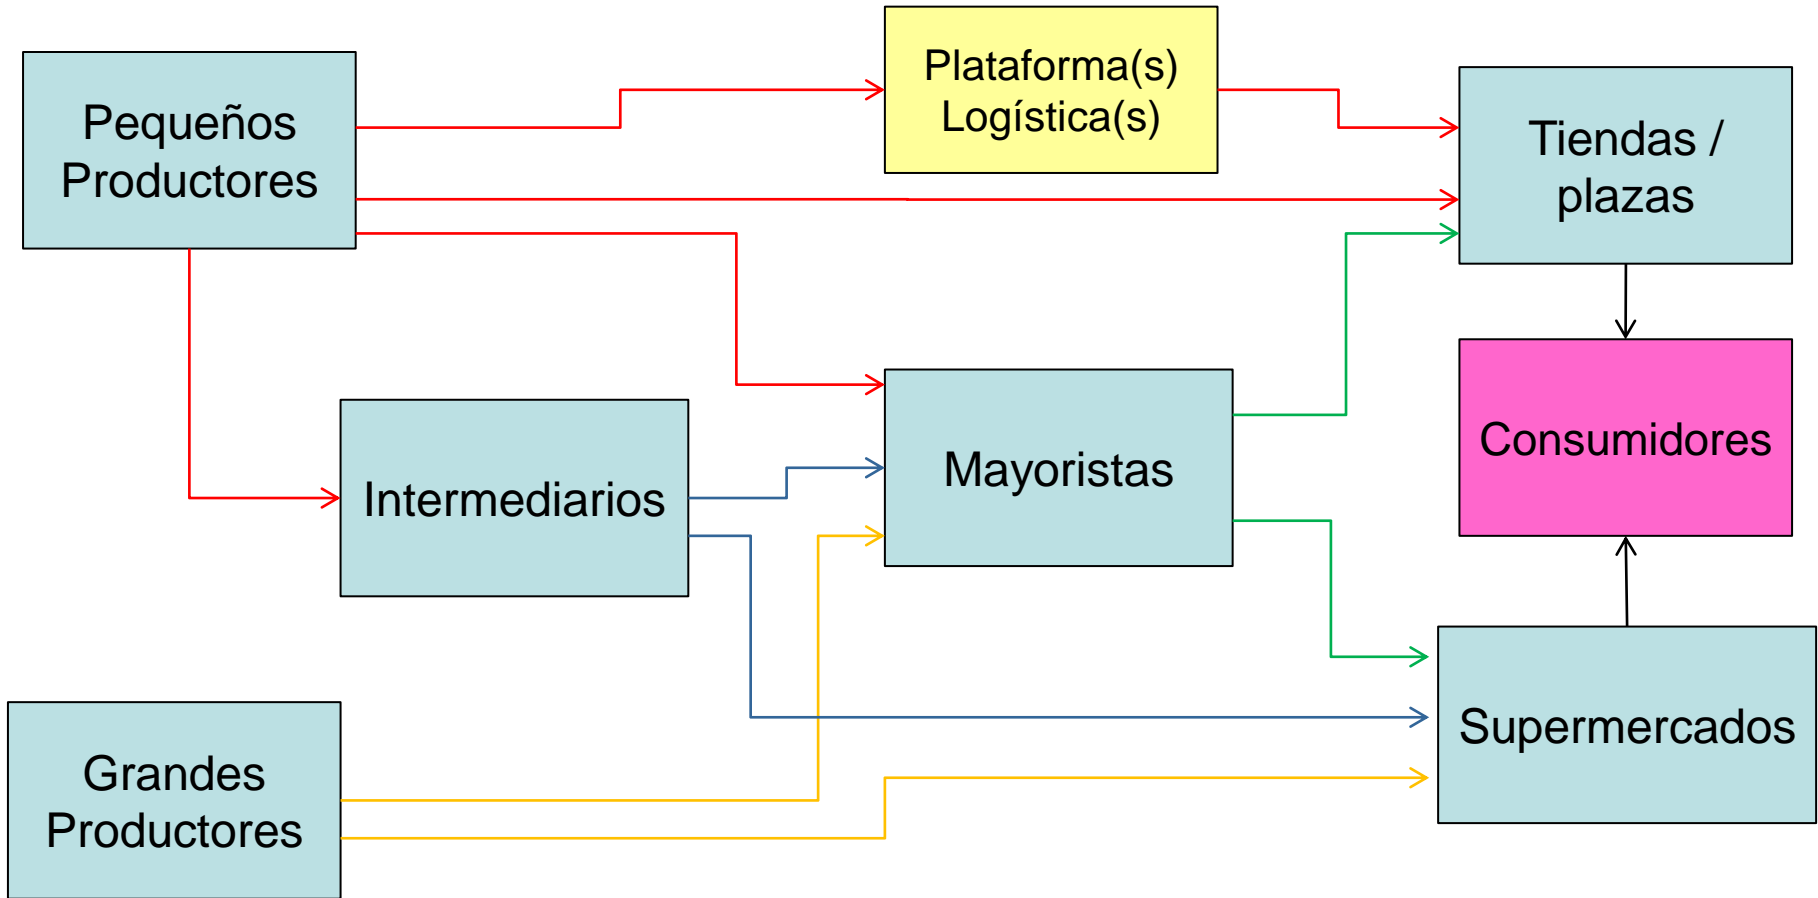 Pequeños
Productores
Plataforma(s)
Logística(s)
Tiendas /
plazas
Intermediarios
Mayoristas
Consumidores
Grandes
Productores
Supermercados